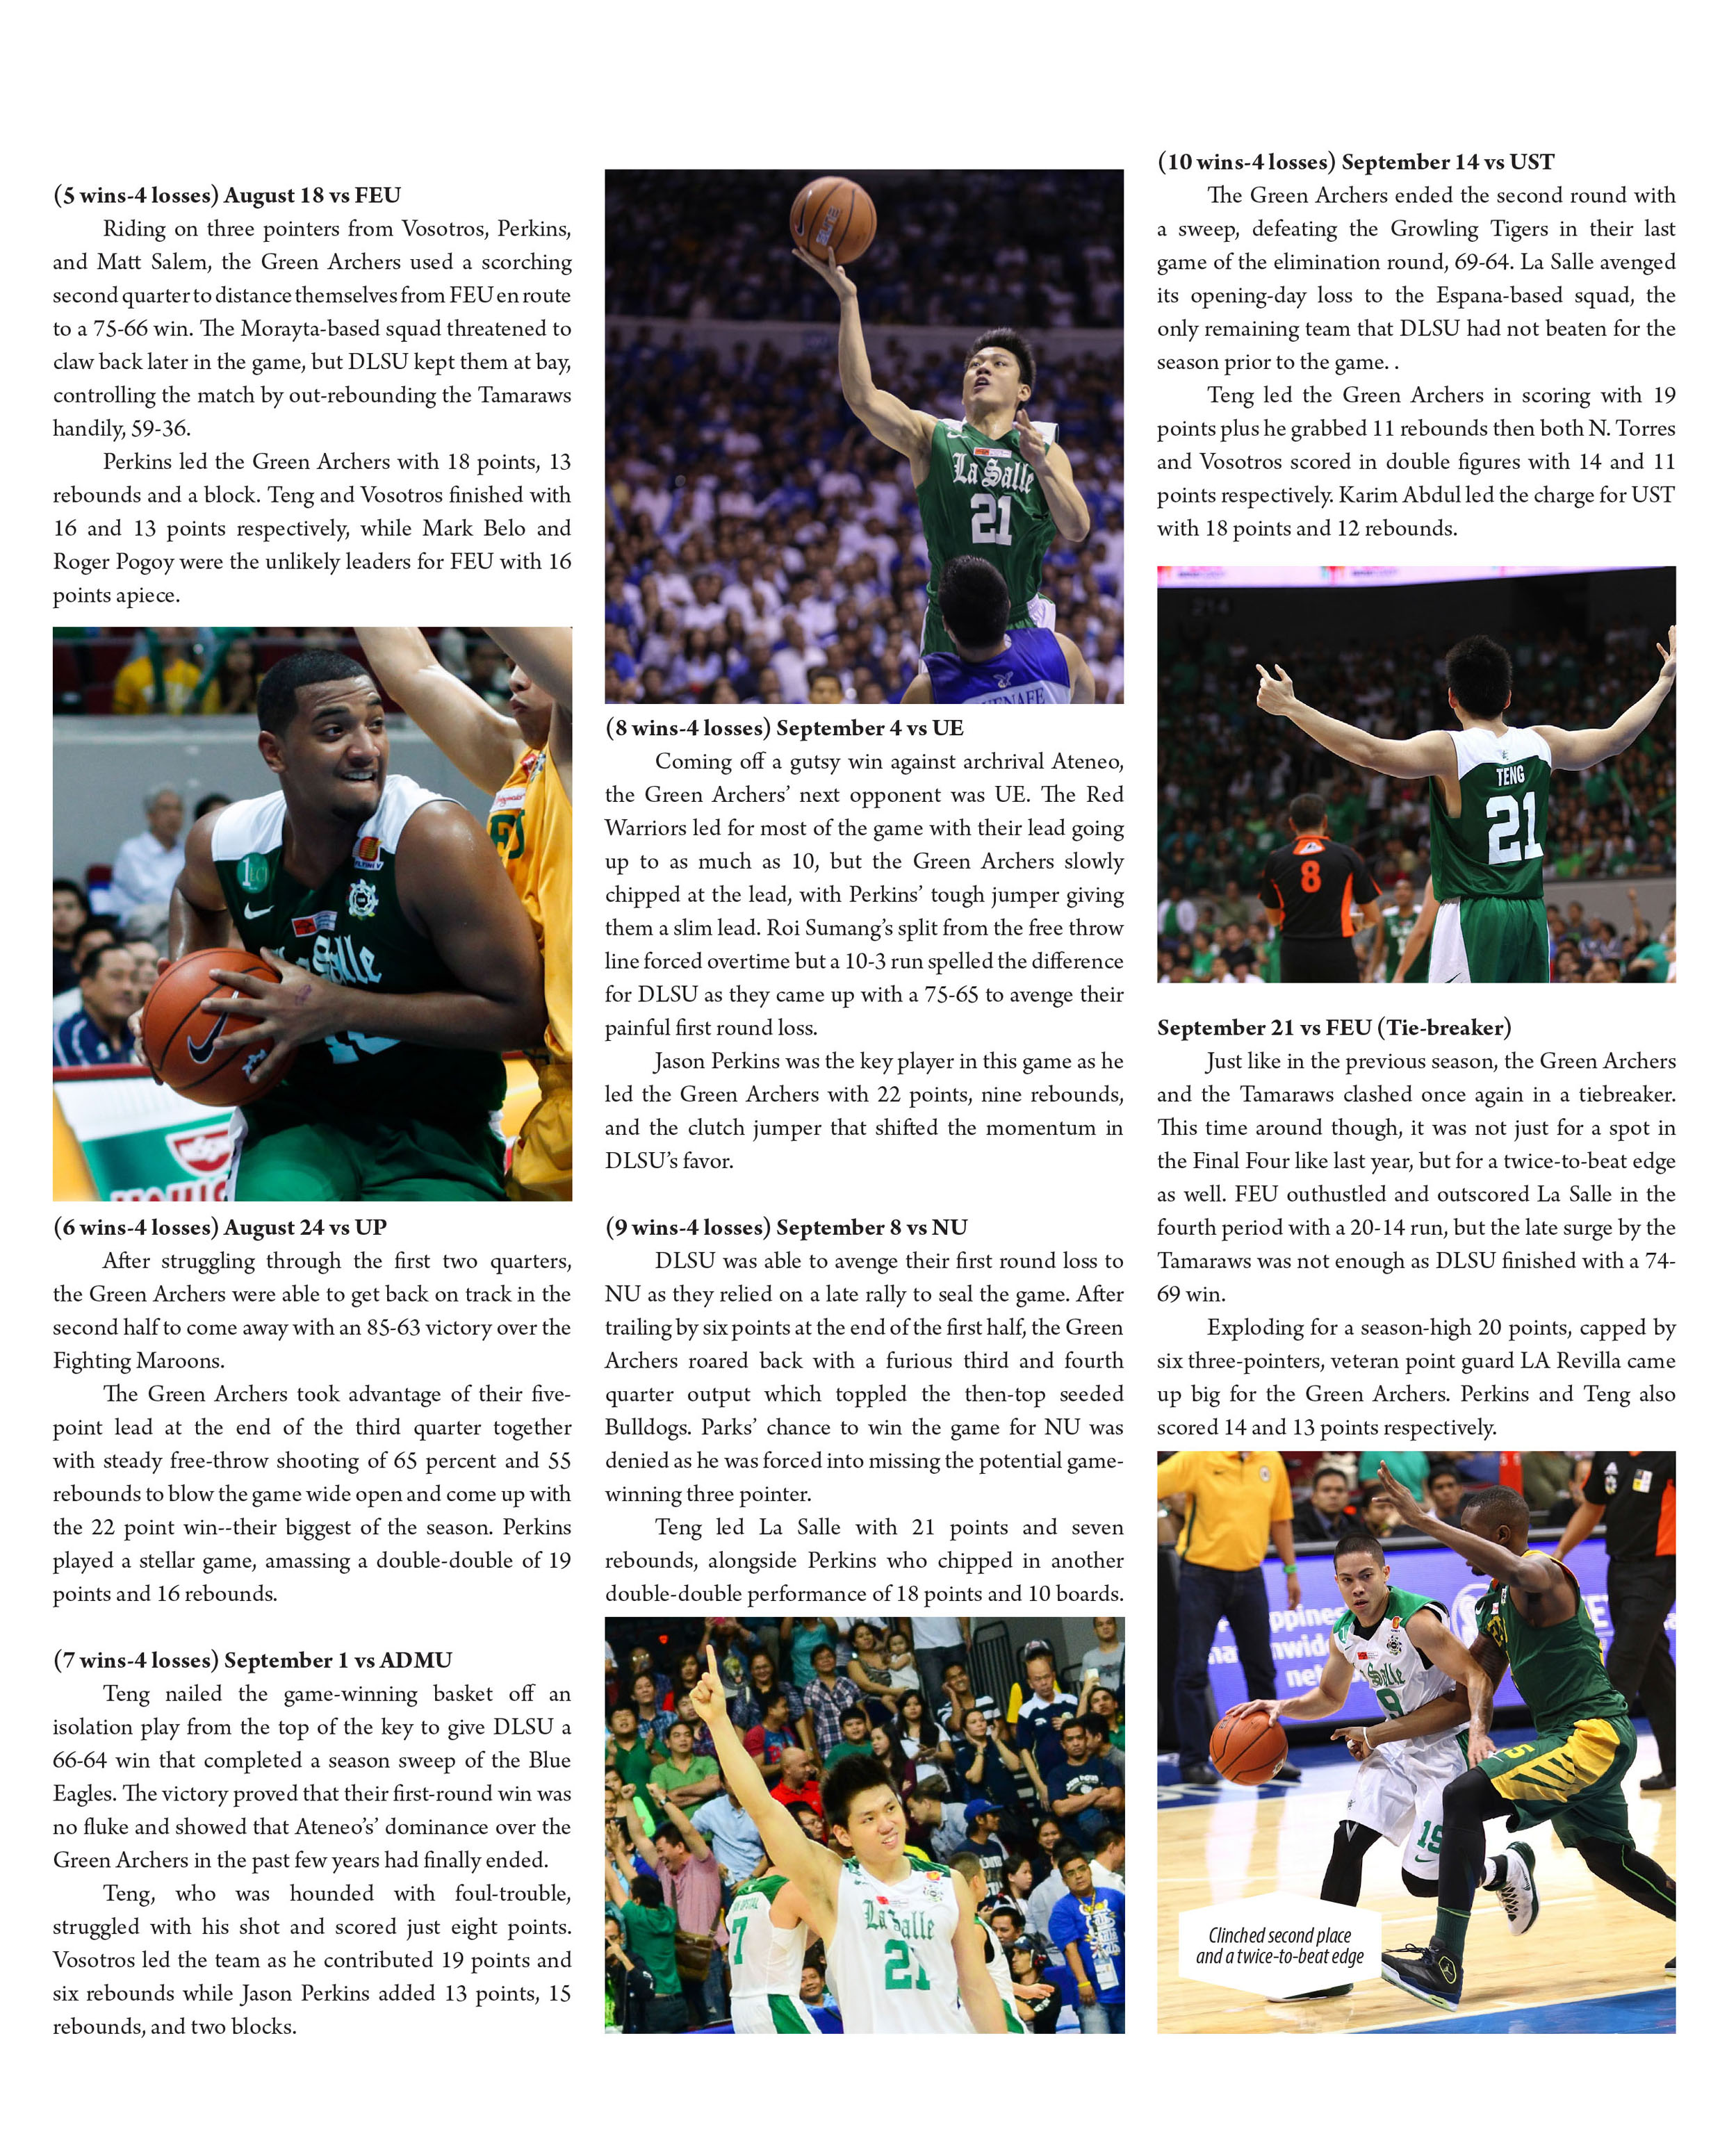 (5 wins-4 losses) August 18 vs FEU
Riding on three pointers from Vosotros, Perkins,
and Matt Salem, the Green Archers used a scorching
second quarter to distance themselves from FEU en route
to a 75-66 win. The Morayta-based squad threatened to
claw back later in the game, but DLSU kept them at bay,
controlling the match by out-rebounding the Tamaraws
handily, 59-36.
Perkins led the Green Archers with 18 points, 13
rebounds and a block. Teng and Vosotros finished with
16 and 13 points respectively, while Mark Belo and
Roger Pogoy were the unlikely leaders for FEU with 16
points apiece.
La Salle
(6 wins-4 losses) August 24 vs UP
After struggling through the first two quarters,
the Green Archers were able to get back on track in the
second half to come away with an 85-63 victory over the
Fighting Maroons.
The Green Archers took advantage of their five-
point lead at the end of the third quarter together
with steady free-throw shooting of 65 percent and 55
rebounds to blow the game wide open and come up with
the 22 point win--their biggest of the season. Perkins
played a stellar game, amassing a double-double of 19
points and 16 rebounds.
(7 wins-4 losses) September 1 vs ADMU
Teng nailed the game-winning basket off an
isolation play from the top of the key to give DLSU a
66-64 win that completed a season sweep of the Blue
Eagles. The victory proved that their first-round win was
no fluke and showed that Ateneo's' dominance over the
Green Archers in the past few years had finally ended.
Teng, who was hounded with foul-trouble,
struggled with his shot and scored just eight points.
Vosotros led the team as he contributed 19 points and
six rebounds while Jason Perkins added 13 points, 15
rebounds, and two blocks.
La Salle
21
(8 wins-4 losses) September 4 vs UE
Coming off a gutsy win against archrival Ateneo,
the Green Archers' next opponent was UE. The Red
Warriors led for most of the game with their lead going
up to as much as 10, but the Green Archers slowly
chipped at the lead, with Perkins' tough jumper giving
them a slim lead. Roi Sumang's split from the free throw
line forced overtime but a 10-3 run spelled the difference
for DLSU as they came up with a 75-65 to avenge their
painful first round loss.
Jason Perkins was the key player in this game as he
led the Green Archers with 22 points, nine rebounds,
and the clutch jumper that shifted the momentum in
DLSU's favor.
(9 wins-4 losses) September 8 vs NU
DLSU was able to avenge their first round loss to
NU as they relied on a late rally to seal the game. After
trailing by six points at the end of the first half, the Green
Archers roared back with a furious third and fourth
quarter output which toppled the then-top seeded
Bulldogs. Parks' chance to win the game for NU was
denied as he was forced into missing the potential game-
winning three pointer.
Teng led La Salle with 21 points and seven
rebounds, alongside Perkins who chipped in another
double-double performance of 18 points and 10 boards.
7
La Salle
21
(10 wins-4 losses) September 14 vs UST
The Green Archers ended the second round with
a sweep, defeating the Growling Tigers in their last
game of the elimination round, 69-64. La Salle avenged
its opening-day loss to the Espana-based squad, the
only remaining team that DLSU had not beaten for the
season prior to the game. .
Teng led the Green Archers in scoring with 19
points plus he grabbed 11 rebounds then both N. Torres
and Vosotros scored in double figures with 14 and 11
points respectively. Karim Abdul led the charge for UST
with 18 points and 12 rebounds.
TENG
21
8
September 21 vs FEU (Tie-breaker)
Just like in the previous season, the Green Archers
and the Tamaraws clashed once again in a tiebreaker.
This time around though, it was not just for a spot in
the Final Four like last year, but for a twice-to-beat edge
as well. FEU outhustled and outscored La Salle in the
fourth period with a 20-14 run, but the late surge by the
Tamaraws was not enough as DLSU finished with a 74-
69 win.
Exploding for a season-high 20 points, capped by
six three-pointers, veteran point guard LA Revilla came
up big for the Green Archers. Perkins and Teng also
scored 14 and 13 points respectively.
Clinched second place
and a twice-to-beat edge